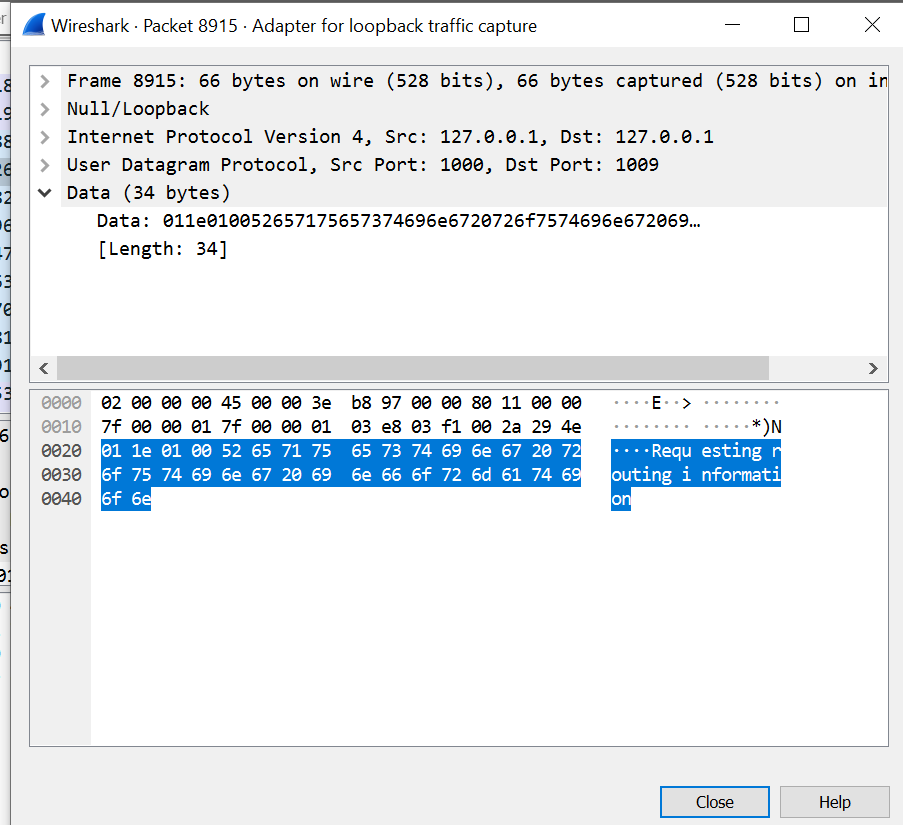 Wireshark · Packet 8915 · Adapter for loopback traffic capture
Frame 8915: 66 bytes on wire (528 bits), 66 bytes captured (528 bits) on in
Null/Loopback
Internet Protocol Version 4, Src: 127.0.0.1, Dst: 127.0.0.1
User Datagram Protocol, Src Port: 1000, Dst Port: 1009
Data (34 bytes)
Data: 011e010052657175657374696e6720726f7574696e672069…
[Length: 34]
0000 02 00 00 00 45 00 00 3e b8 97 00 00 80 11 00 00 ····E··> ········
0010 7f 00 00 01 7f 00 00 01 03 e8 03 f1 00 2a 29 4e ········ ·····*)N
0020 01 1e 01 00 52 65 71 75 65 73 74 69 6e 67 20 72 ····Requ esting r
0030 6f 75 74 69 6e 67 20 69 6e 66 6f 72 6d 61 74 69 outing i nformati
0040 6f 6e on
Close
Help